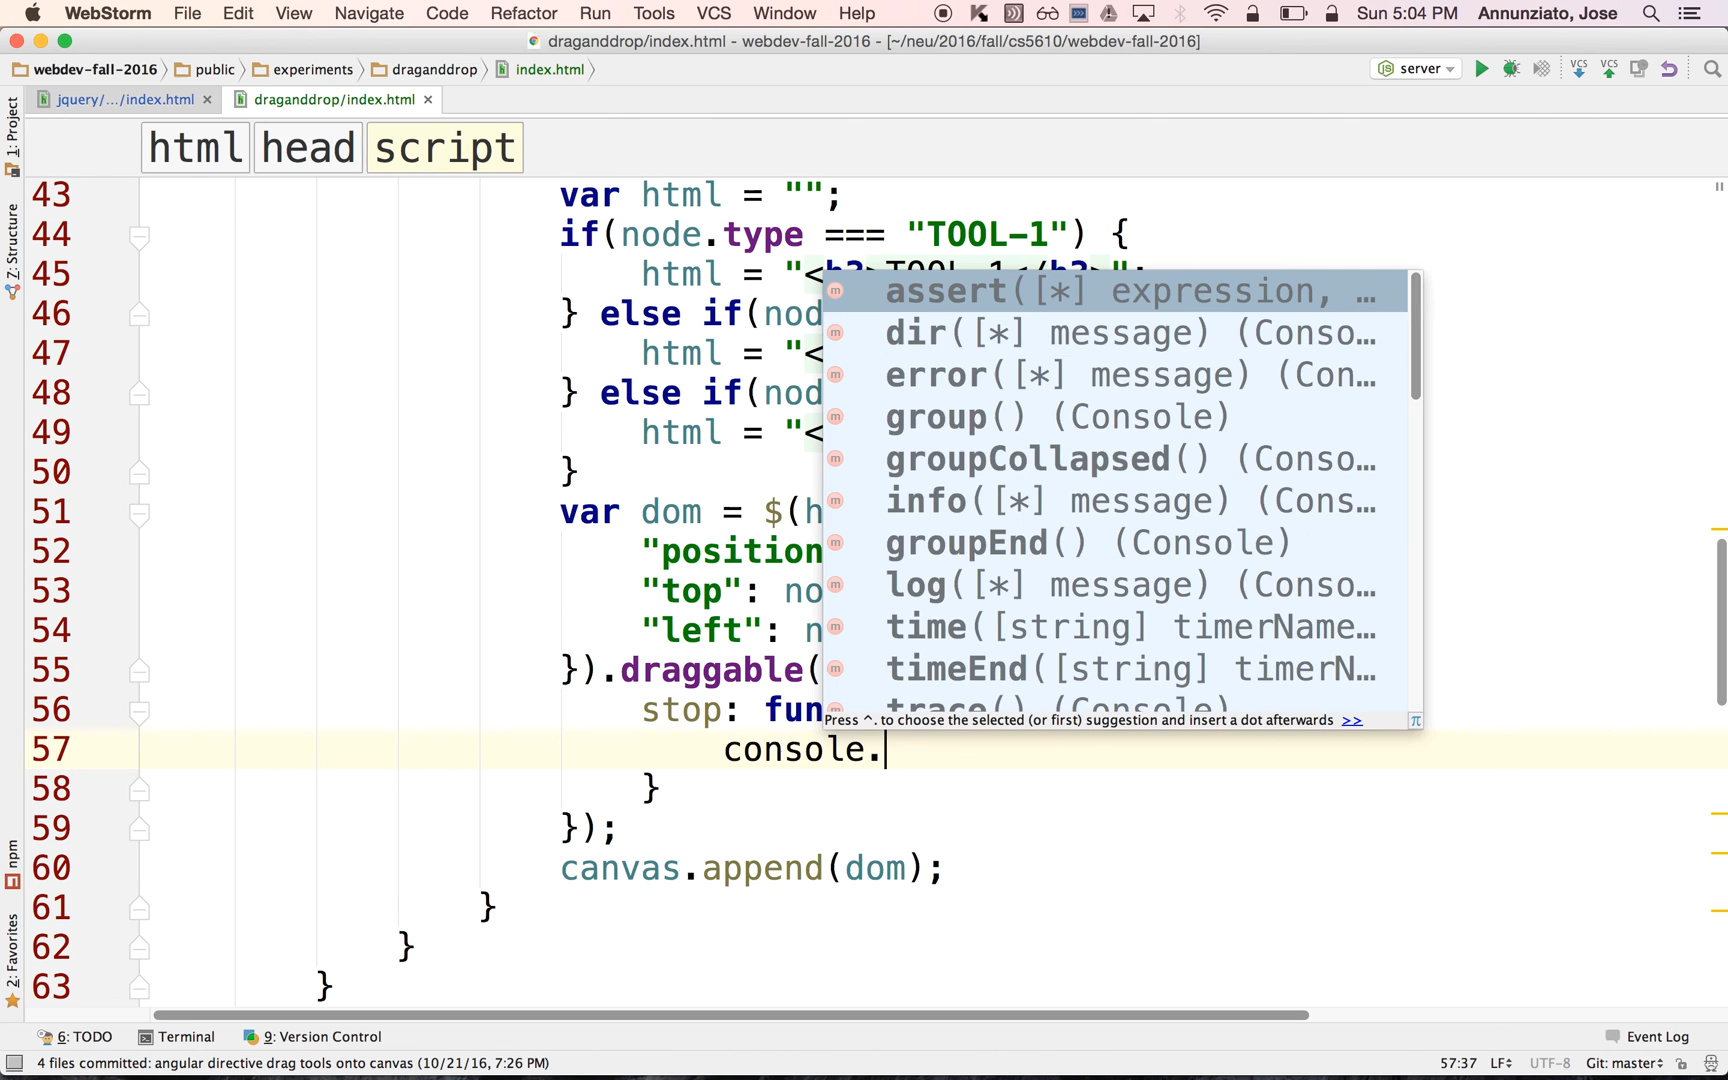 WebStorm File Edit View Navigate Code Refactor Run Tools VCS Window Help Sun 5:04 PM Annunziato, Jose
draganddrop/index.html - webdev-fall-2016 - [~/neu/2016/fall/cs5610/webdev-fall-2016]
webdev-fall-2016 public experiments draganddrop index.html server VCS VCS
jquery/.../index.html draganddrop/index.html
1: Project
Z: Structure
npm
2: Favorites
html head script
43 var html = "";
44 if(node.type === "TOOL-1") {
45 html = "<h3>TOOL 1</h3>";
46 } else if(nod
47 html = "<
48 } else if(nod
49 html = "<
50 }
51 var dom = $(h
52 "position
53 "top": no
54 "left": n
55 }).draggable(
56 stop: fun
57 console.
58 }
59 });
60 canvas.append(dom);
61 }
62 }
63 }
m assert([*] expression, …
m dir([*] message) (Conso…
m error([*] message) (Con…
m group() (Console)
m groupCollapsed() (Conso…
m info([*] message) (Cons…
m groupEnd() (Console)
m log([*] message) (Conso…
m time([string] timerName…
m timeEnd([string] timerN…
m trace() (Console)
Press ^. to choose the selected (or first) suggestion and insert a dot afterwards >> π
6: TODO Terminal 9: Version Control Event Log
4 files committed: angular directive drag tools onto canvas (10/21/16, 7:26 PM) 57:37 LF UTF-8 Git: master